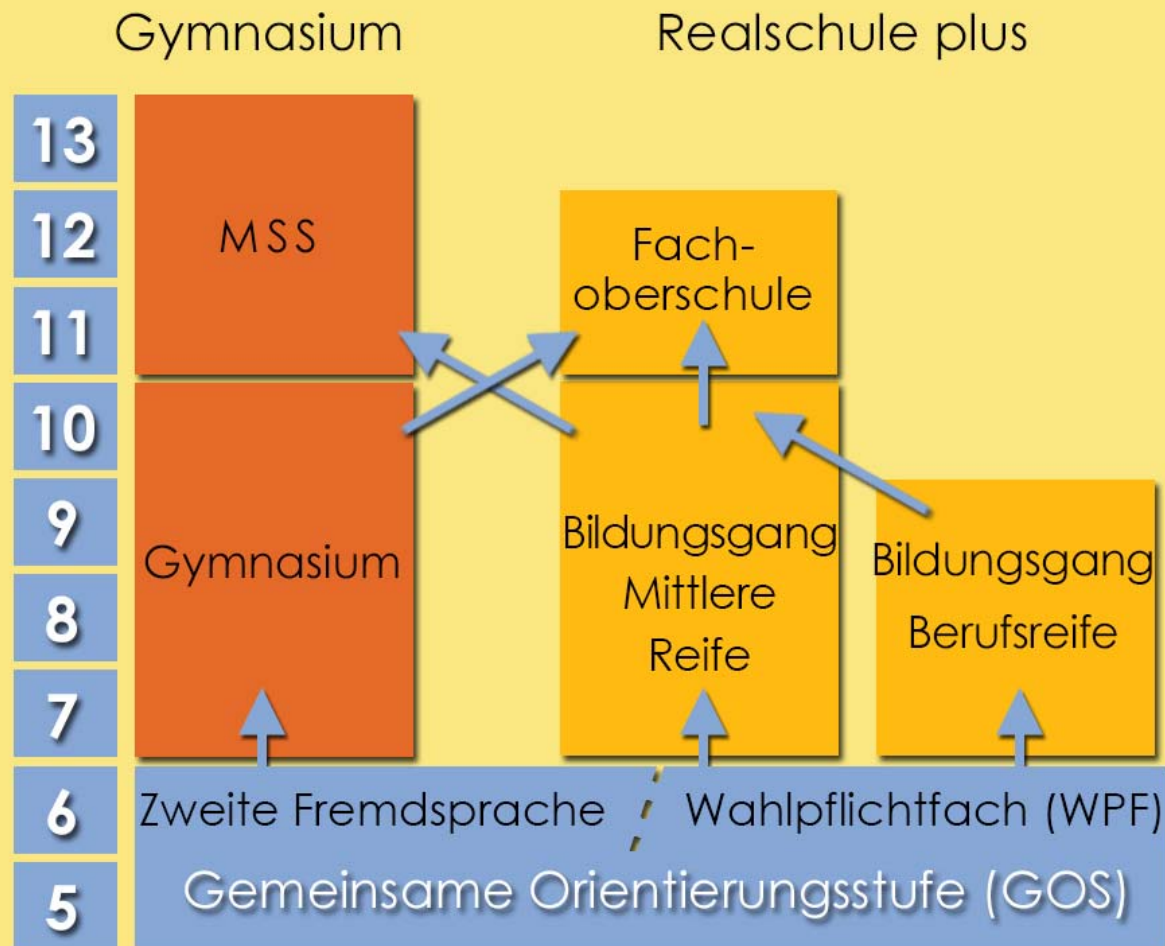 Gymnasium
Realschule plus
13
12
11
10
9
8
7
6
5
MSS
Fach-
oberschule
Gymnasium
Bildungsgang
Mittlere
Reife
Bildungsgang
Berufsreife
Zweite Fremdsprache
Wahlpflichtfach (WPF)
Gemeinsame Orientierungsstufe (GOS)